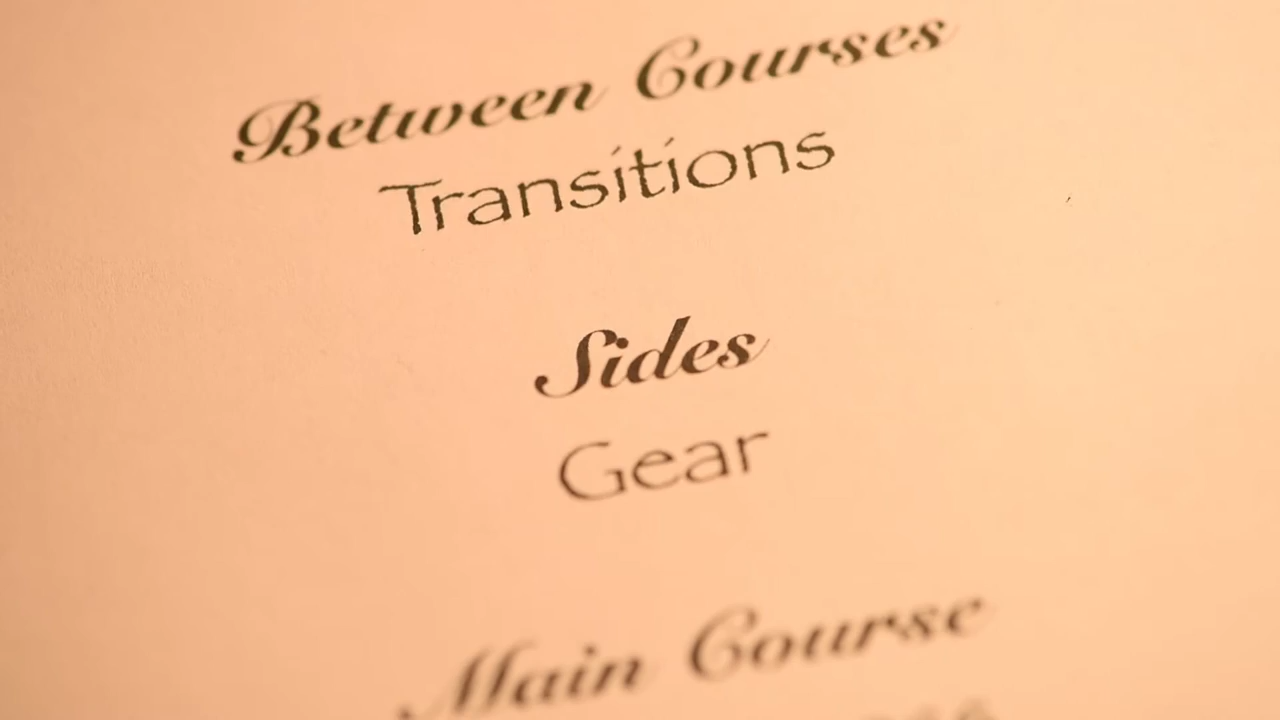 Between Courses
Transitions
Sides
Gear
Main Course